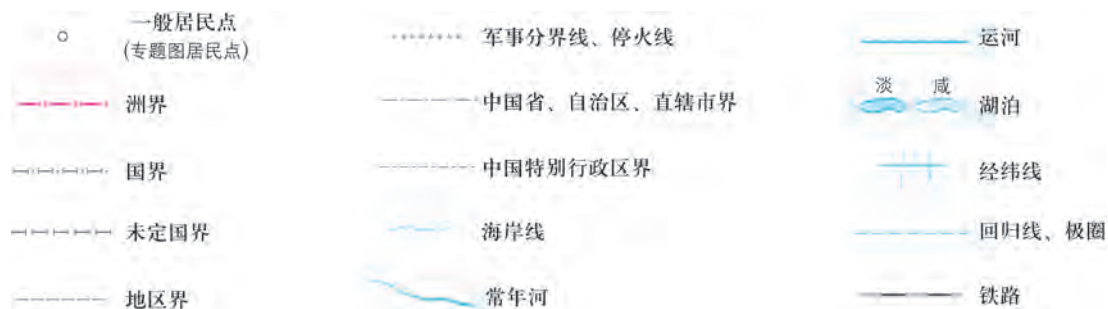 一般居民点
(专题图居民点)
洲界
国界
未定国界
地区界
军事分界线、停火线
中国省、自治区、直辖市界
中国特别行政区界
海岸线
常年河
运河
淡 咸
湖泊
经纬线
回归线、极圈
铁路